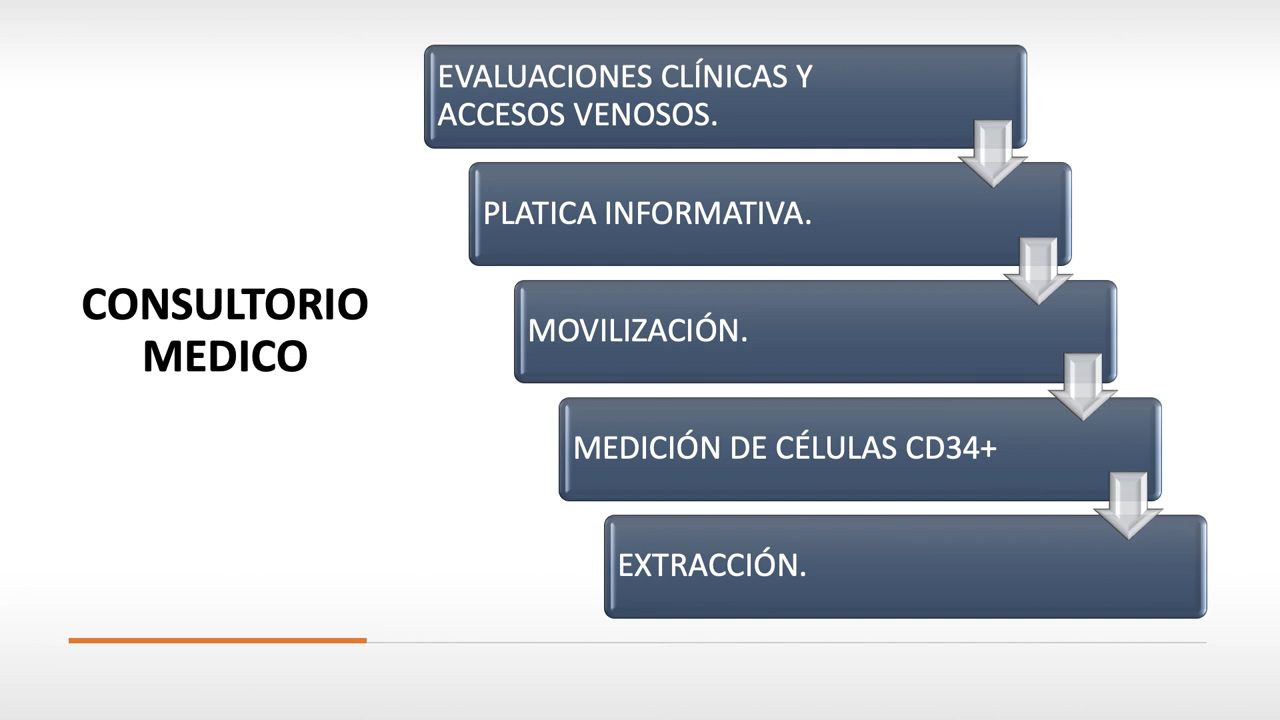 CONSULTORIO
MEDICO
EVALUACIONES CLÍNICAS Y
ACCESOS VENOSOS.
PLATICA INFORMATIVA.
MOVILIZACIÓN.
MEDICIÓN DE CÉLULAS CD34+
EXTRACCIÓN.